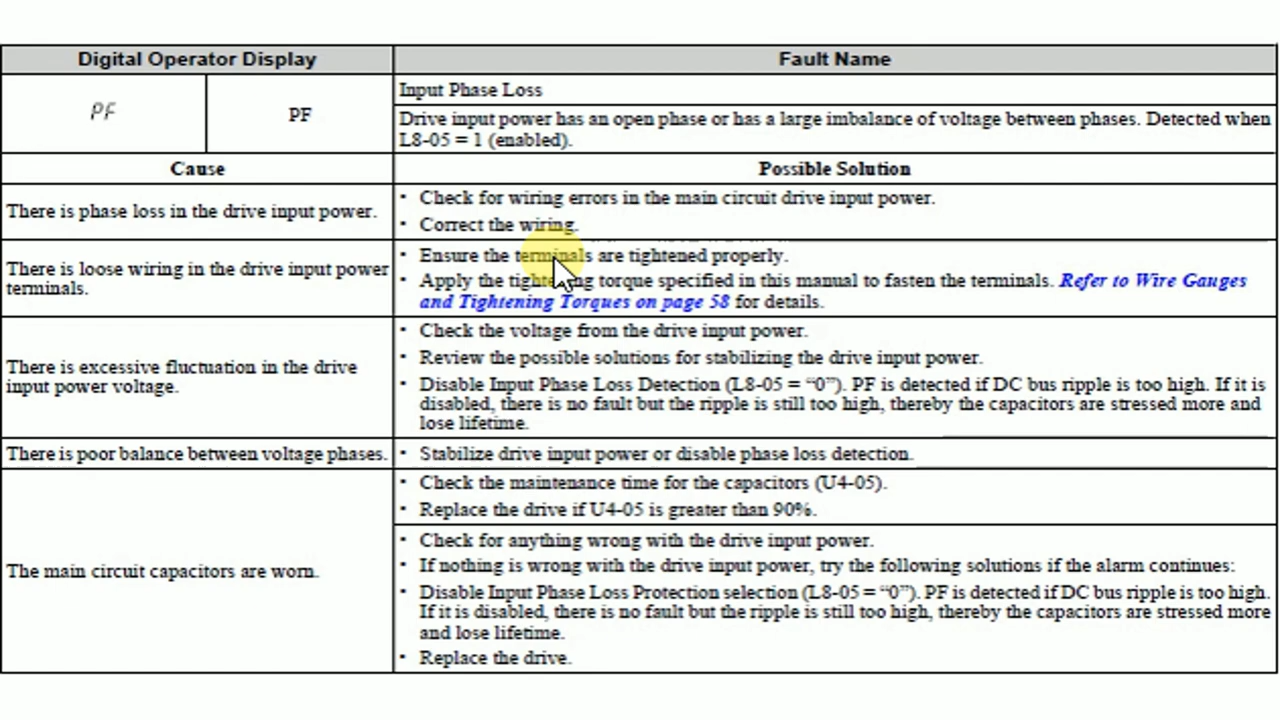 Digital Operator Display
Fault Name
PF
PF
Input Phase Loss
Drive input power has an open phase or has a large imbalance of voltage between phases. Detected when
L8-05 = 1 (enabled).
Cause
Possible Solution
There is phase loss in the drive input power.
• Check for wiring errors in the main circuit drive input power.
• Correct the wiring.
There is loose wiring in the drive input power
terminals.
• Ensure the terminals are tightened properly.
• Apply the tightening torque specified in this manual to fasten the terminals. Refer to Wire Gauges
and Tightening Torques on page 58 for details.
There is excessive fluctuation in the drive
input power voltage.
• Check the voltage from the drive input power.
• Review the possible solutions for stabilizing the drive input power.
• Disable Input Phase Loss Detection (L8-05 = “0”). PF is detected if DC bus ripple is too high. If it is
disabled, there is no fault but the ripple is still too high, thereby the capacitors are stressed more and
lose lifetime.
There is poor balance between voltage phases.
• Stabilize drive input power or disable phase loss detection.
The main circuit capacitors are worn.
• Check the maintenance time for the capacitors (U4-05).
• Replace the drive if U4-05 is greater than 90%.
• Check for anything wrong with the drive input power.
• If nothing is wrong with the drive input power, try the following solutions if the alarm continues:
• Disable Input Phase Loss Protection selection (L8-05 = “0”). PF is detected if DC bus ripple is too high.
If it is disabled, there is no fault but the ripple is still too high, thereby the capacitors are stressed more
and lose lifetime.
• Replace the drive.